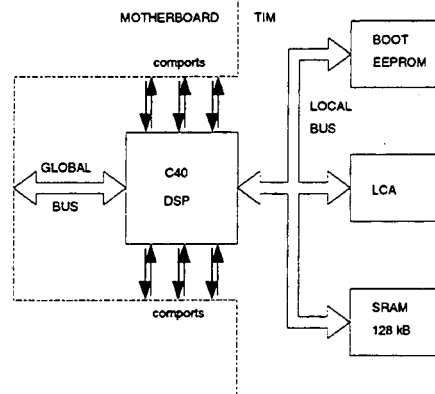 MOTHERBOARD
TIM
comports
BOOT
EEPROM
LOCAL
BUS
GLOBAL
BUS
C40
DSP
LCA
comports
SRAM
128 kB